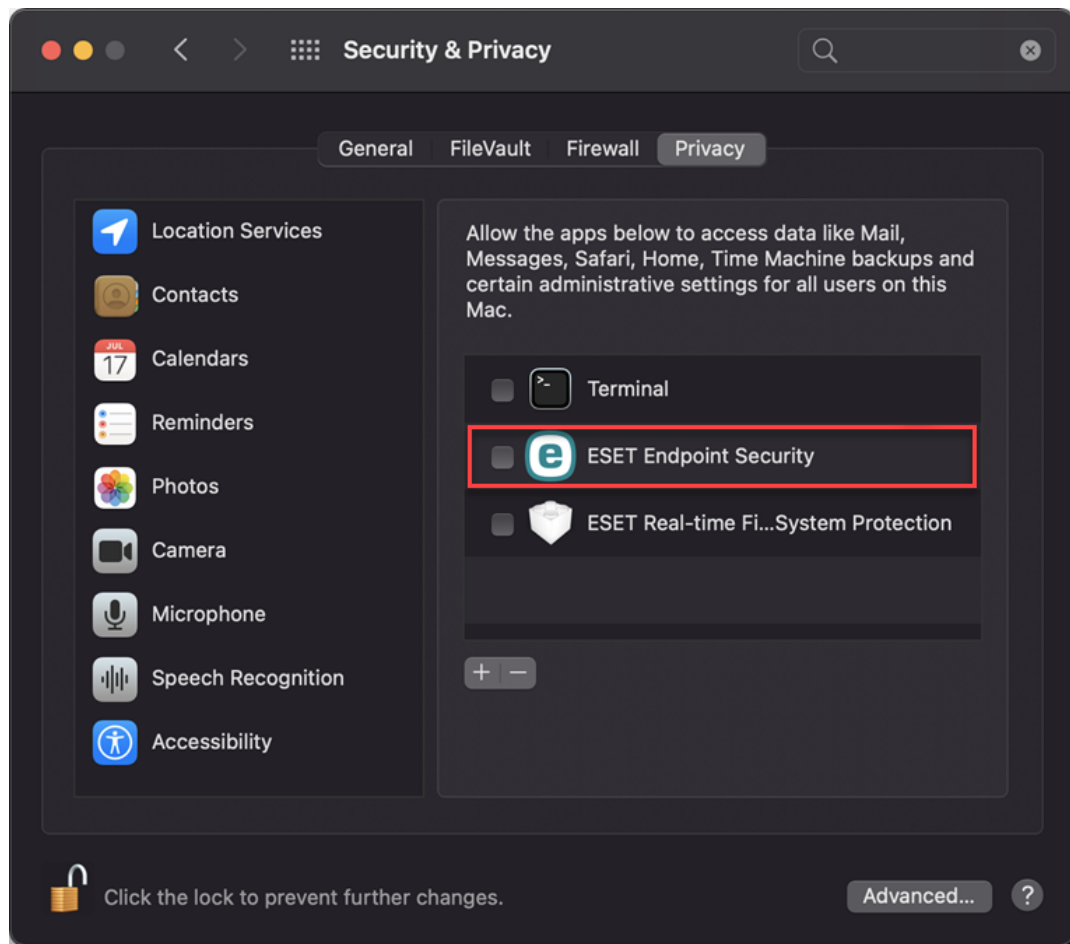 Security & Privacy
General
FileVault
Firewall
Privacy
Location Services
Contacts
JUL
17
Calendars
Reminders
Photos
Camera
Microphone
Speech Recognition
Accessibility
Allow the apps below to access data like Mail,
Messages, Safari, Home, Time Machine backups and
certain administrative settings for all users on this
Mac.
>_
Terminal
e
ESET Endpoint Security
ESET Real-time Fi...System Protection
+
−
Click the lock to prevent further changes.
Advanced...
?